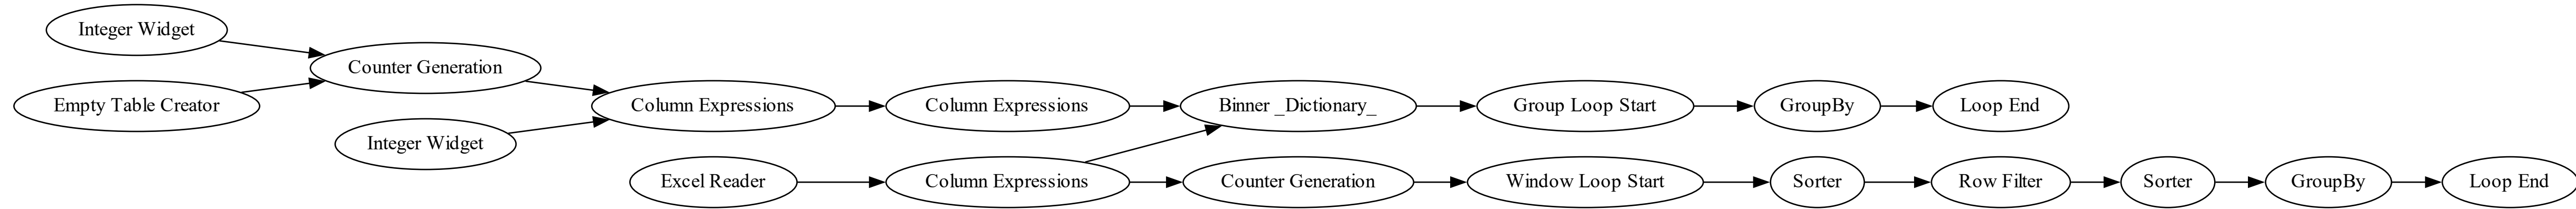 Integer Widget
Counter Generation
Empty Table Creator
Column Expressions
Column Expressions
Binner _Dictionary_
Group Loop Start
GroupBy
Loop End
Integer Widget
Excel Reader
Column Expressions
Counter Generation
Window Loop Start
Sorter
Row Filter
Sorter
GroupBy
Loop End